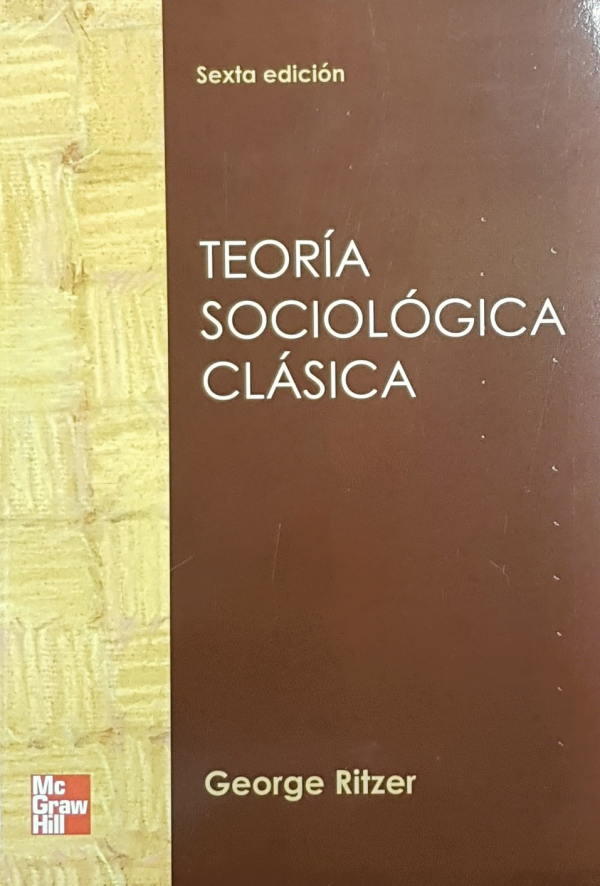 Sexta edición
TEORÍA
SOCIOLÓGICA
CLÁSICA
George Ritzer
Mc
Graw
Hill